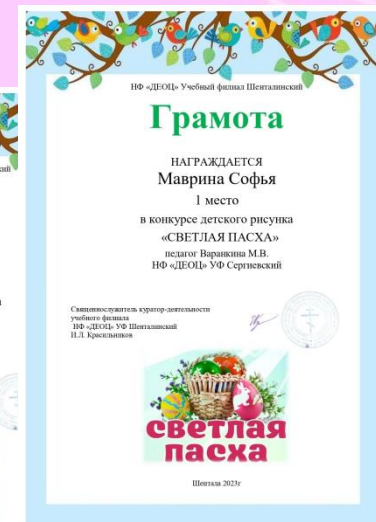 НФ «ДЕОЦ» Учебный филиал Шенталинский
Грамота
НАГРАЖДАЕТСЯ
Маврина Софья
1 место
в конкурсе детского рисунка
«СВЕТЛАЯ ПАСХА»
педагог Варанкина М.В.
НФ «ДЕОЦ» УФ Сергиевский
Священнослужитель куратор-деятельности
учебного филиала
НФ «ДЕОЦ» УФ Шенталинский
И.Л. Красильников
светлая
пасха
Шентала 2023г